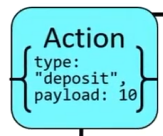 Action
{type:
"deposit",
payload: 10}